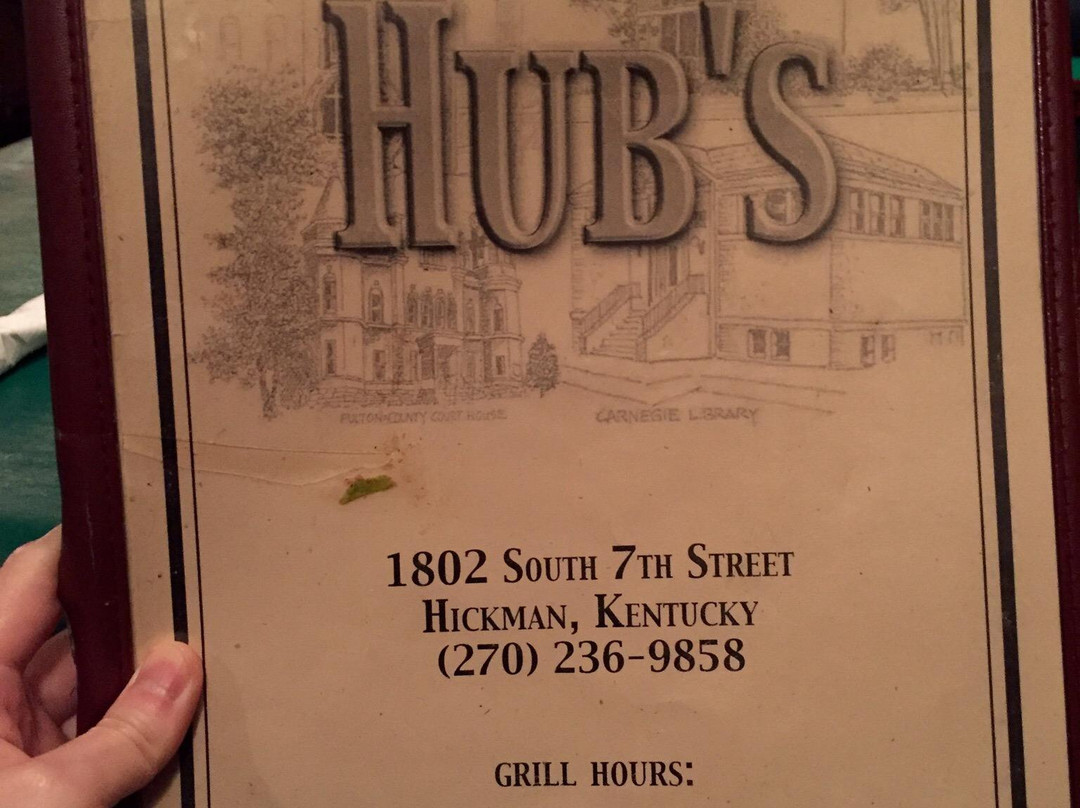 HUB'S
FULTON COUNTY COURT HOUSE
CARNEGIE LIBRARY
1802 SOUTH 7TH STREET
HICKMAN, KENTUCKY
(270) 236-9858
GRILL HOURS: